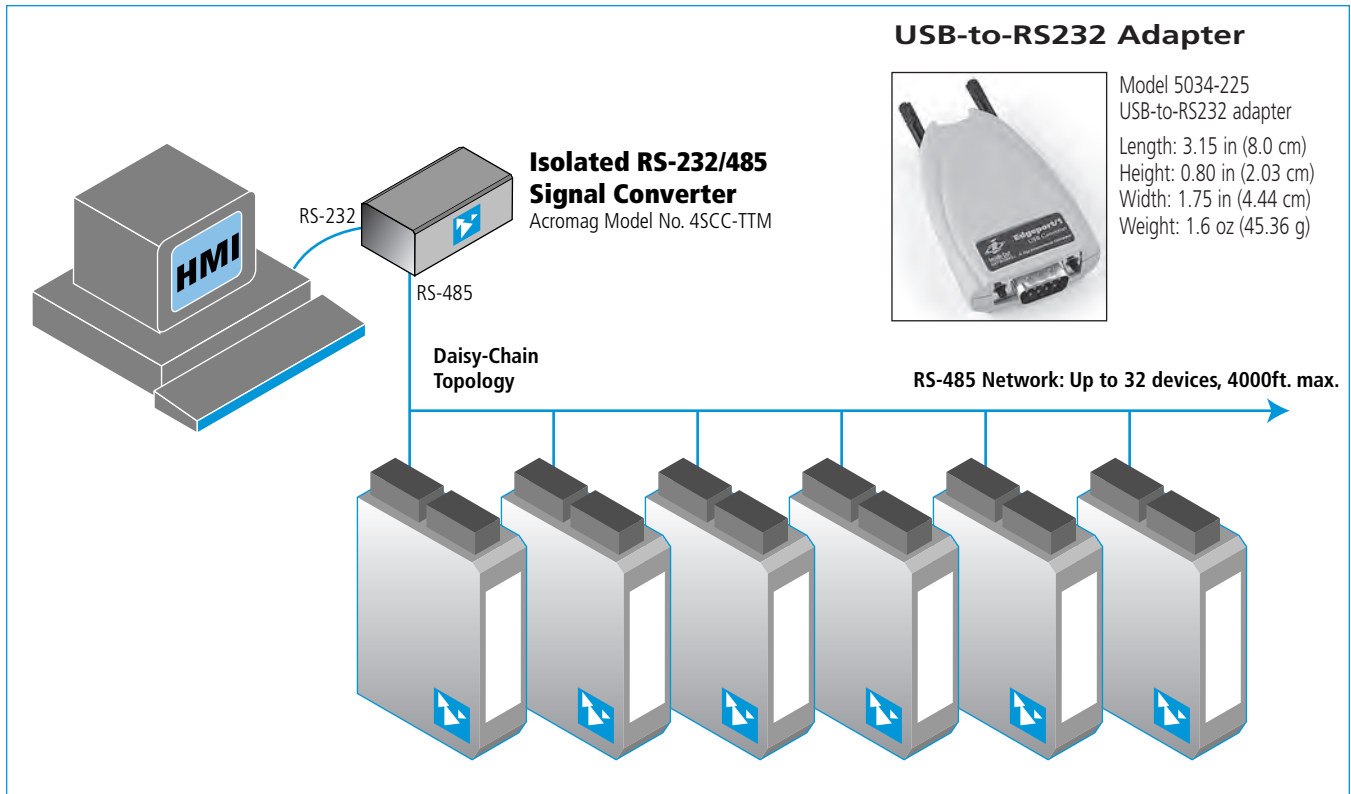 USB-to-RS232 Adapter
Model 5034-225
USB-to-RS232 adapter
Length: 3.15 in (8.0 cm)
Height: 0.80 in (2.03 cm)
Width: 1.75 in (4.44 cm)
Weight: 1.6 oz (45.36 g)
Edgeport/1
USB Converter
Isolated RS-232/485
Signal Converter
Acromag Model No. 4SCC-TTM
RS-232
HMI
RS-485
Daisy-Chain
Topology
RS-485 Network: Up to 32 devices, 4000ft. max.